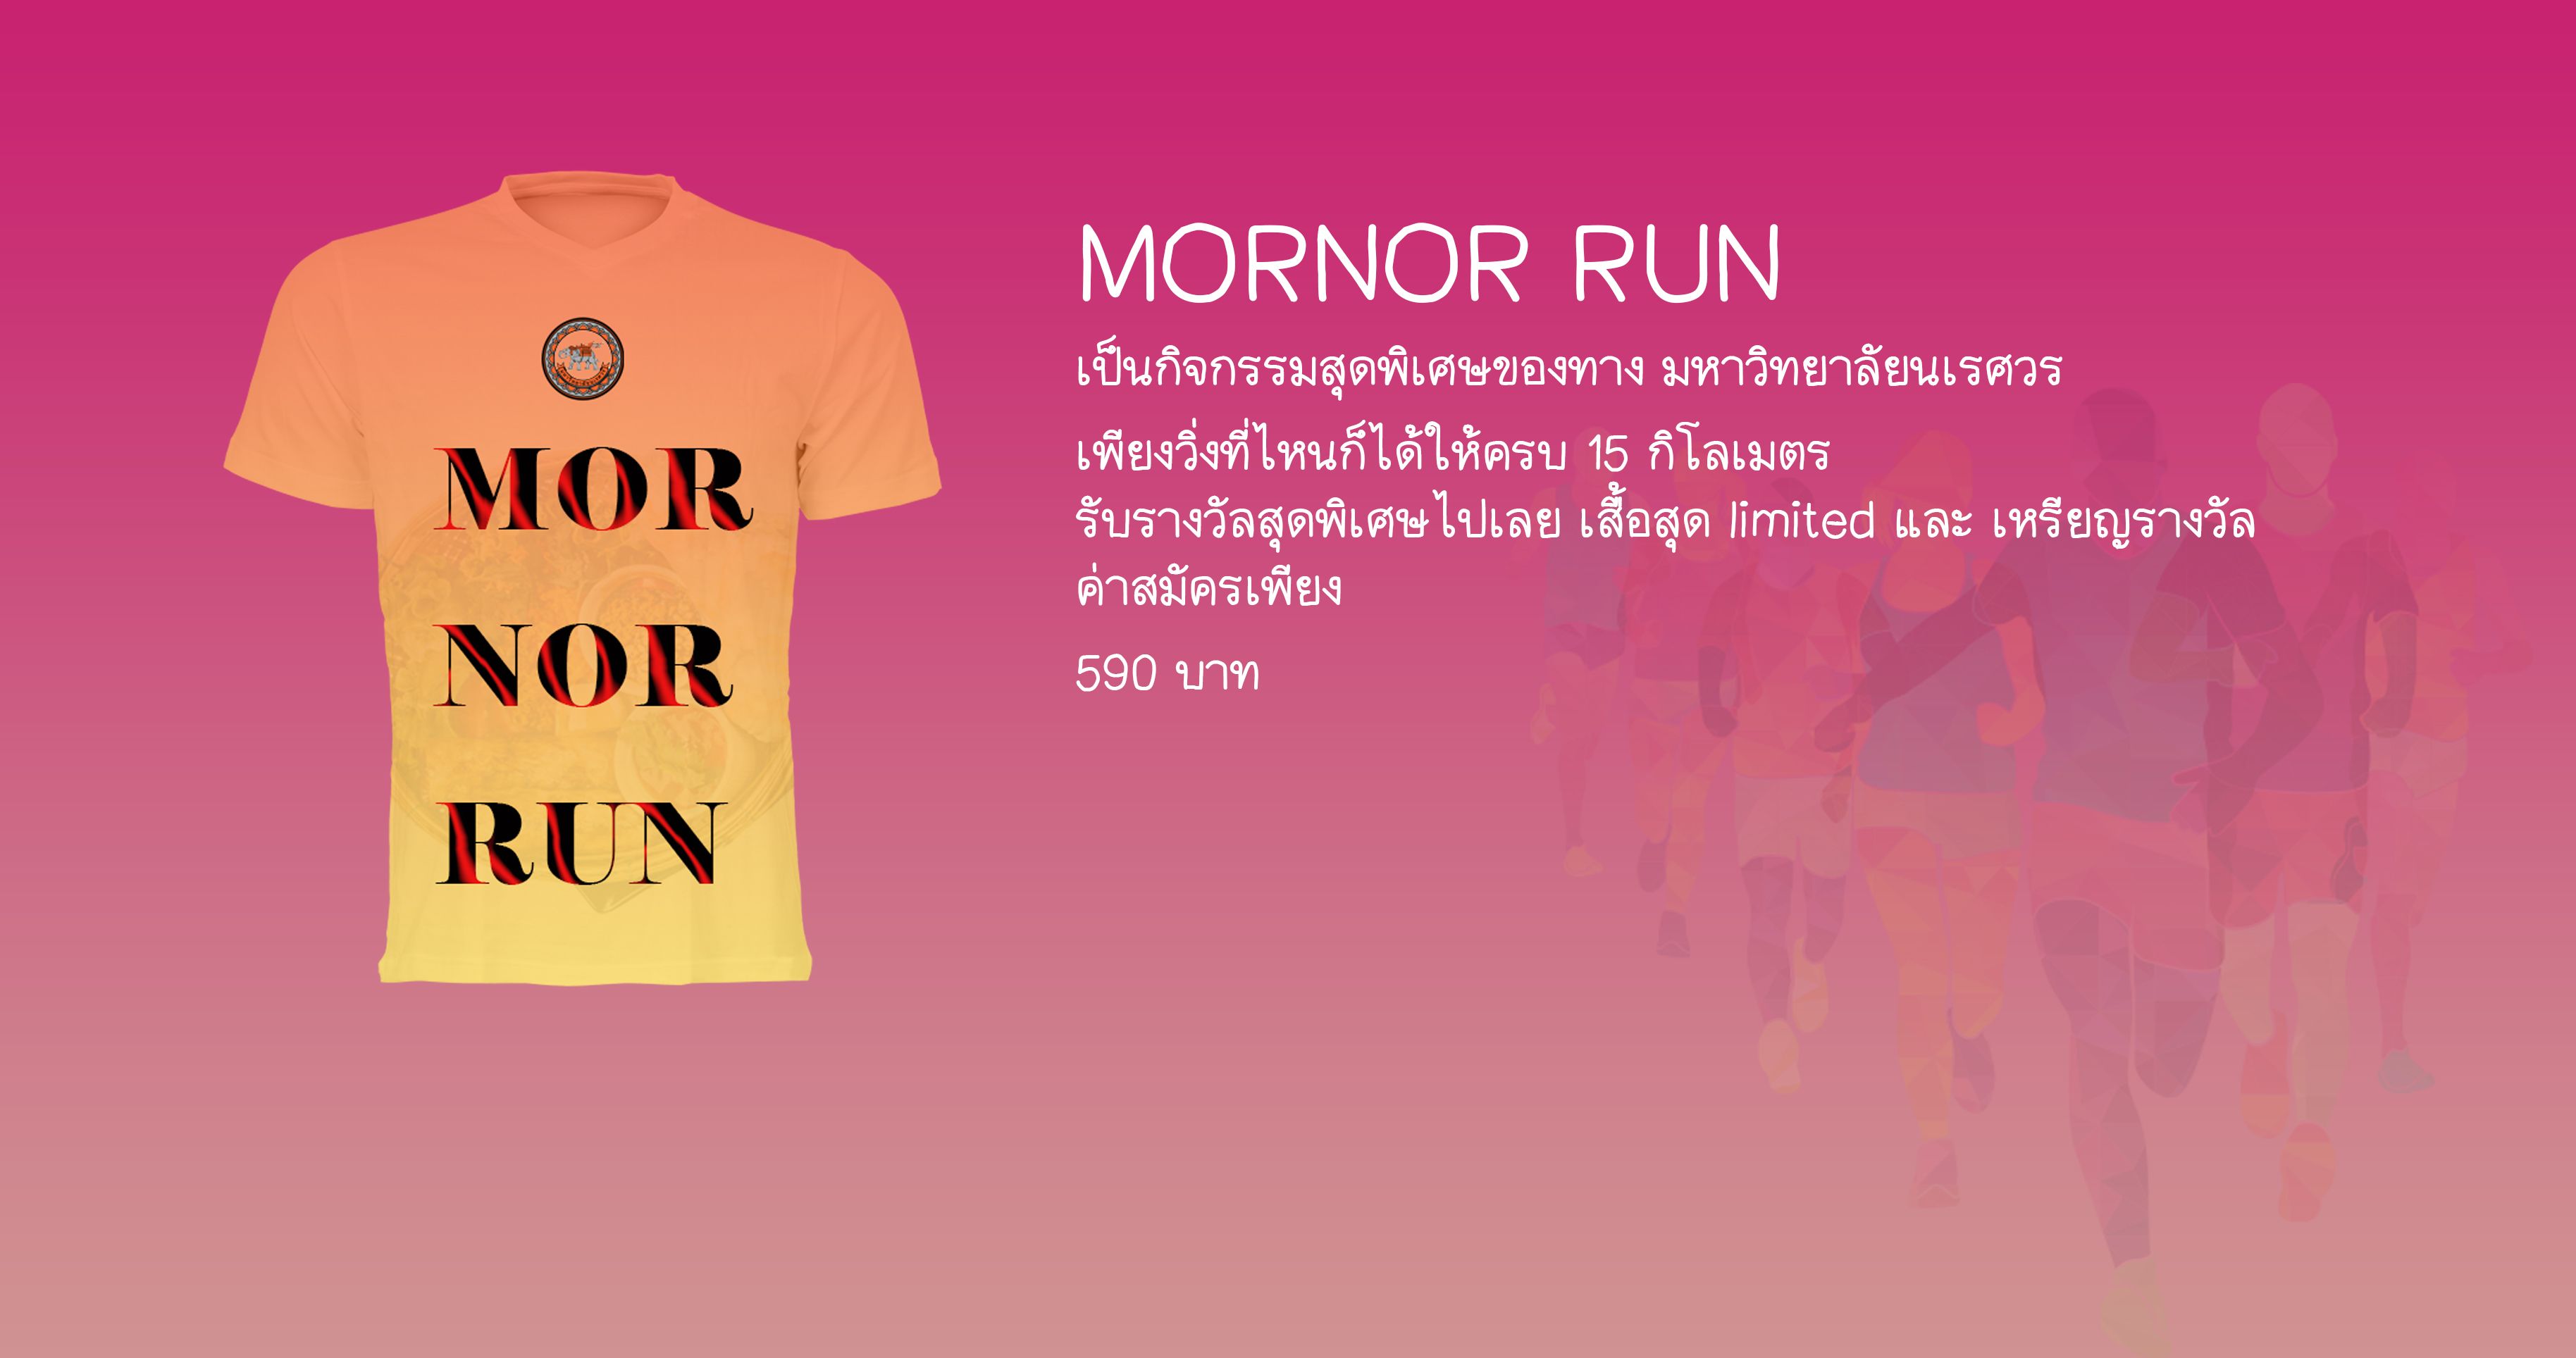 MOR
NOR
RUN
MORNOR RUN
เป็นกิจกรรมสุดพิเศษของทาง มหาวิทยาลัยนเรศวร
เพียงวิ่งที่ไหนก็ได้ให้ครบ 15 กิโลเมตร
รับรางวัลสุดพิเศษไปเลย เสื้อสุด limited และ เหรียญรางวัล
ค่าสมัครเพียง
590 บาท